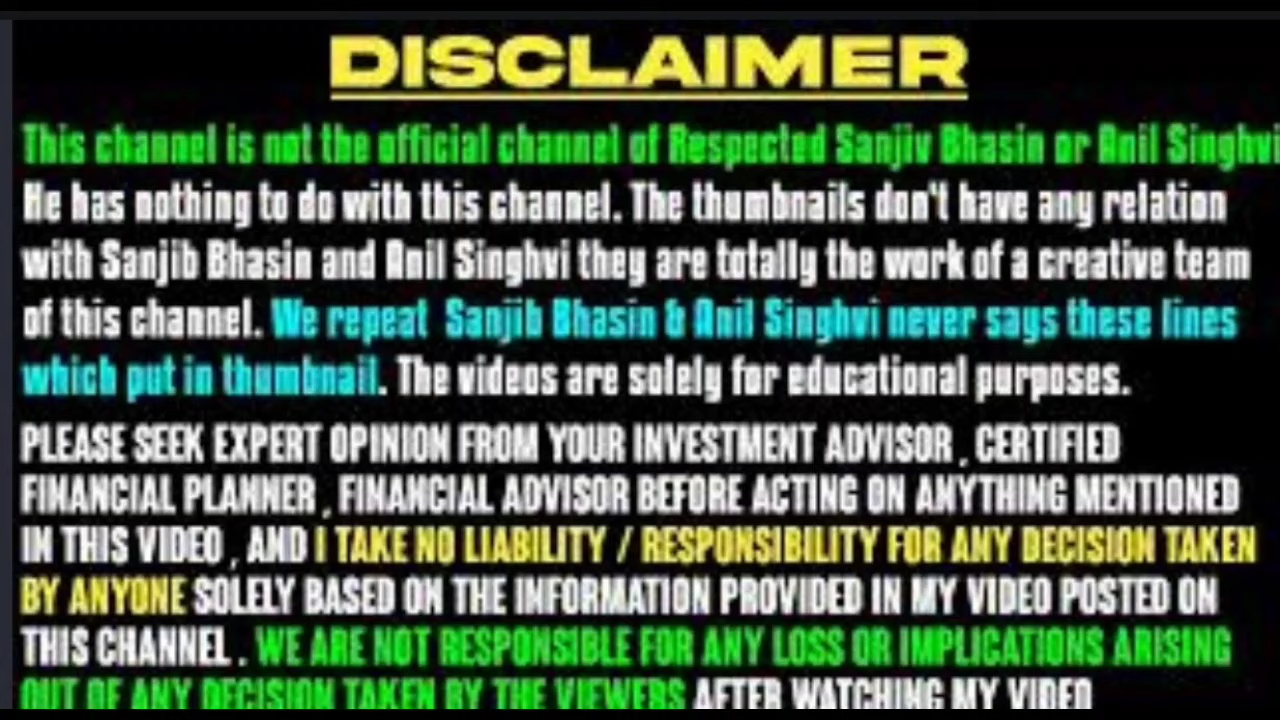 DISCLAIMER
This channel is not the official channel of Respected Sanjiv Bhasin or Anil Singhvi
He has nothing to do with this channel. The thumbnails don't have any relation
with Sanjib Bhasin and Anil Singhvi they are totally the work of a creative team
of this channel. We repeat Sanjib Bhasin & Anil Singhvi never says these lines
which put in thumbnail. The videos are solely for educational purposes.
PLEASE SEEK EXPERT OPINION FROM YOUR INVESTMENT ADVISOR , CERTIFIED
FINANCIAL PLANNER , FINANCIAL ADVISOR BEFORE ACTING ON ANYTHING MENTIONED
IN THIS VIDEO , AND I TAKE NO LIABILITY / RESPONSIBILITY FOR ANY DECISION TAKEN
BY ANYONE SOLELY BASED ON THE INFORMATION PROVIDED IN MY VIDEO POSTED ON
THIS CHANNEL . WE ARE NOT RESPONSIBLE FOR ANY LOSS OR IMPLICATIONS ARISING
OUT OF ANY DECISION TAKEN BY THE VIEWERS AFTER WATCHING MY VIDEO